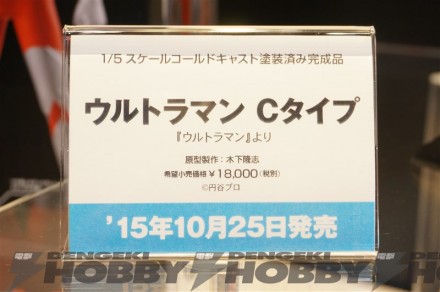 1/5 スケールコールドキャスト塗装済み完成品
ウルトラマン Cタイプ
『ウルトラマン』より
原型製作：木下隆志
希望小売価格 ¥18,000(税別)
©円谷プロ
'15年10月25日発売
電撃 DENGEKI HOBBY 電撃 DENGEKI HOBBY